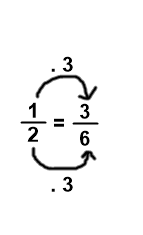 . 3
1/2 = 3/6
. 3